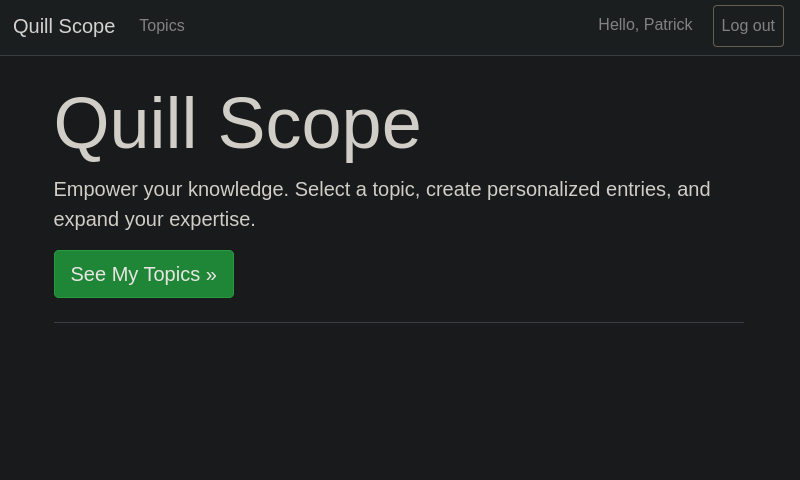 Quill Scope Topics Hello, Patrick Log out
Quill Scope
Empower your knowledge. Select a topic, create personalized entries, and
expand your expertise.
See My Topics »